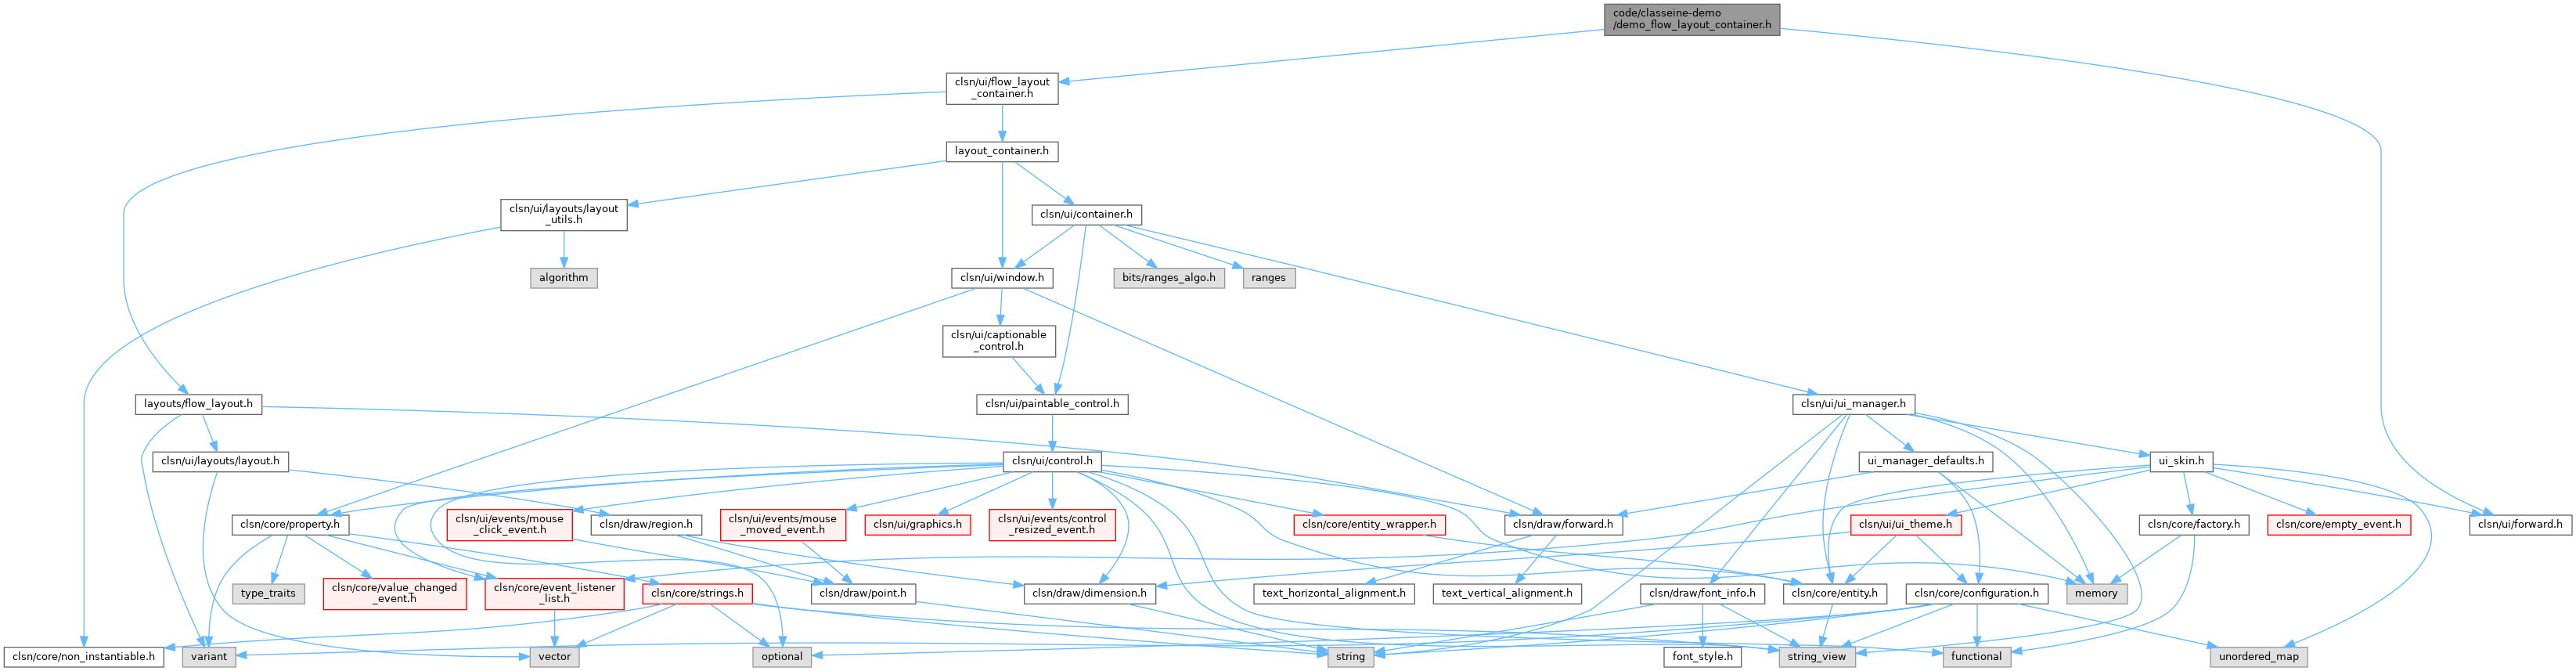 code/classeine-demo
/demo_flow_layout_container.h
clsn/ui/flow_layout
_container.h
layout_container.h
clsn/ui/layouts/layout
_utils.h
clsn/ui/container.h
algorithm
clsn/ui/window.h
bits/ranges_algo.h
ranges
clsn/ui/captionable
_control.h
layouts/flow_layout.h
clsn/ui/paintable_control.h
clsn/ui/ui_manager.h
clsn/ui/layouts/layout.h
clsn/ui/control.h
ui_manager_defaults.h
ui_skin.h
clsn/core/property.h
clsn/ui/events/mouse
_click_event.h
clsn/draw/region.h
clsn/ui/events/mouse
_moved_event.h
clsn/ui/graphics.h
clsn/ui/events/control
_resized_event.h
clsn/core/entity_wrapper.h
clsn/draw/forward.h
clsn/ui/ui_theme.h
clsn/core/factory.h
clsn/core/empty_event.h
clsn/ui/forward.h
type_traits
clsn/core/value_changed
_event.h
clsn/core/event_listener
_list.h
clsn/core/strings.h
clsn/draw/point.h
clsn/draw/dimension.h
text_horizontal_alignment.h
text_vertical_alignment.h
clsn/draw/font_info.h
clsn/core/entity.h
clsn/core/configuration.h
memory
clsn/core/non_instantiable.h
variant
vector
optional
string
font_style.h
string_view
functional
unordered_map